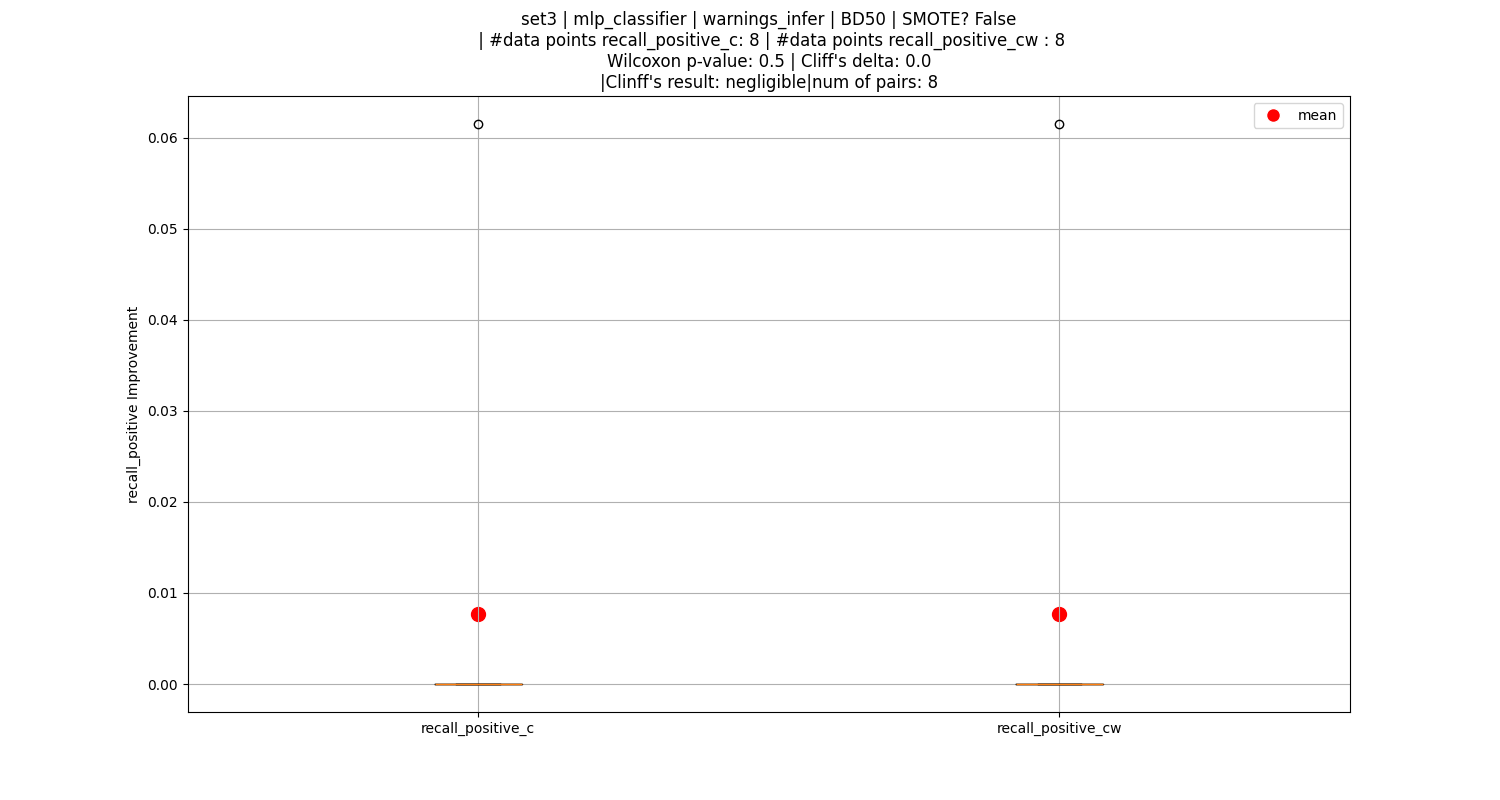 set3 | mlp_classifier | warnings_infer | BD50 | SMOTE? False
| #data points recall_positive_c: 8 | #data points recall_positive_cw : 8
Wilcoxon p-value: 0.5 | Cliff's delta: 0.0
|Clinff's result: negligible|num of pairs: 8
mean
recall_positive Improvement
0.06
0.05
0.04
0.03
0.02
0.01
0.00
recall_positive_c
recall_positive_cw